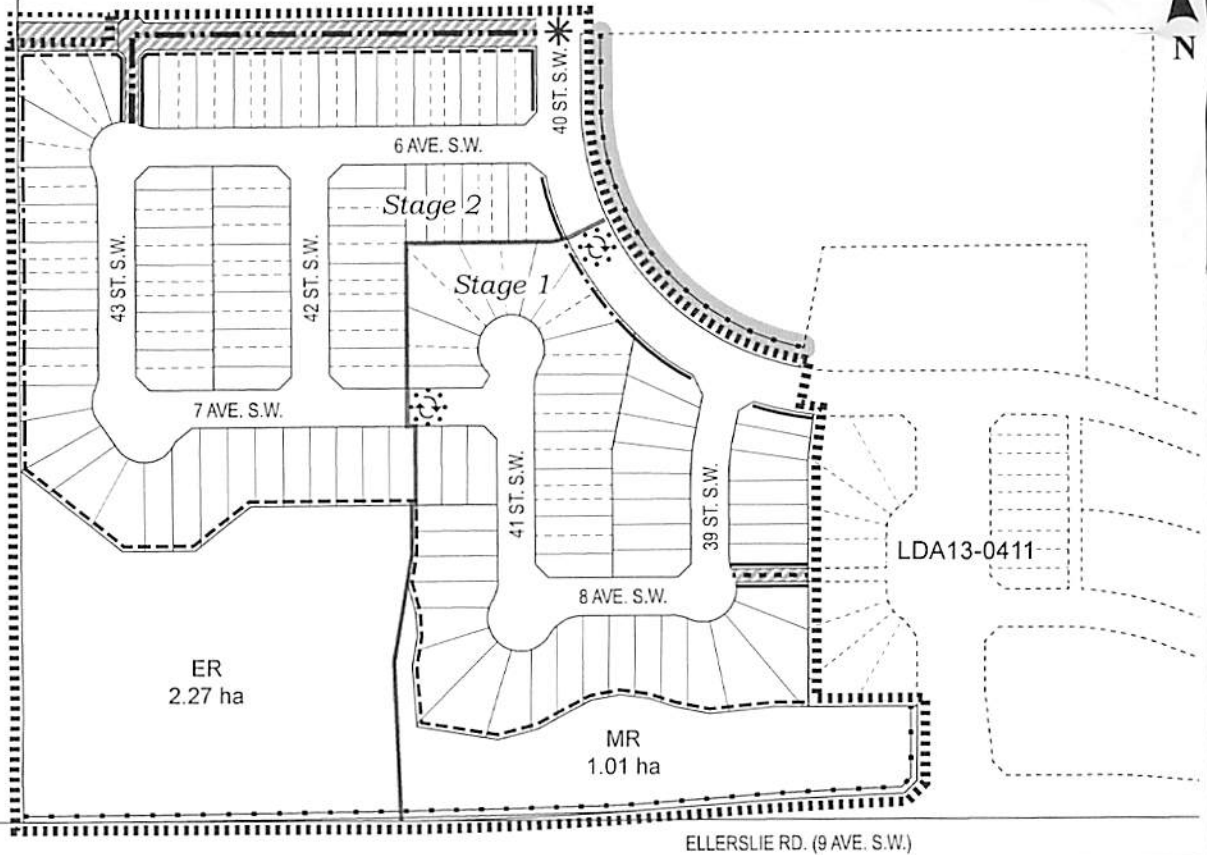 N
40 ST. S.W.
6 AVE. S.W.
Stage 2
43 ST. S.W.
42 ST. S.W.
Stage 1
7 AVE. S.W.
41 ST. S.W.
39 ST. S.W.
LDA13-0411
8 AVE. S.W.
ER
2.27 ha
MR
1.01 ha
ELLERSLIE RD. (9 AVE. S.W.)